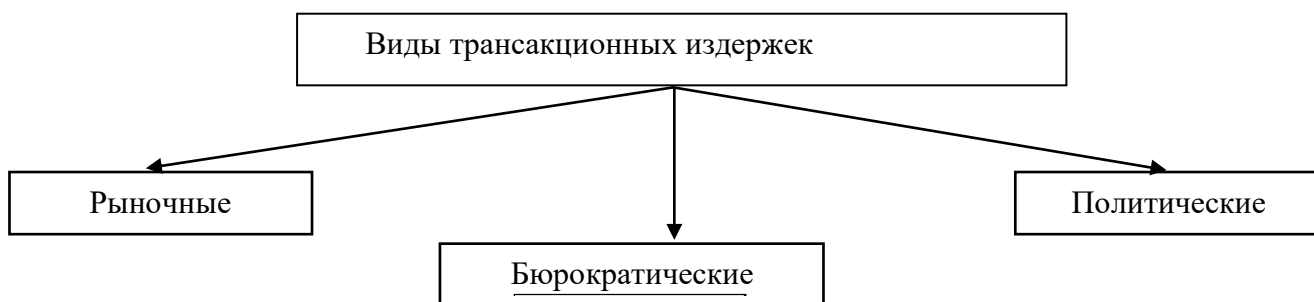 Виды трансакционных издержек
Рыночные
Политические
Бюрократические